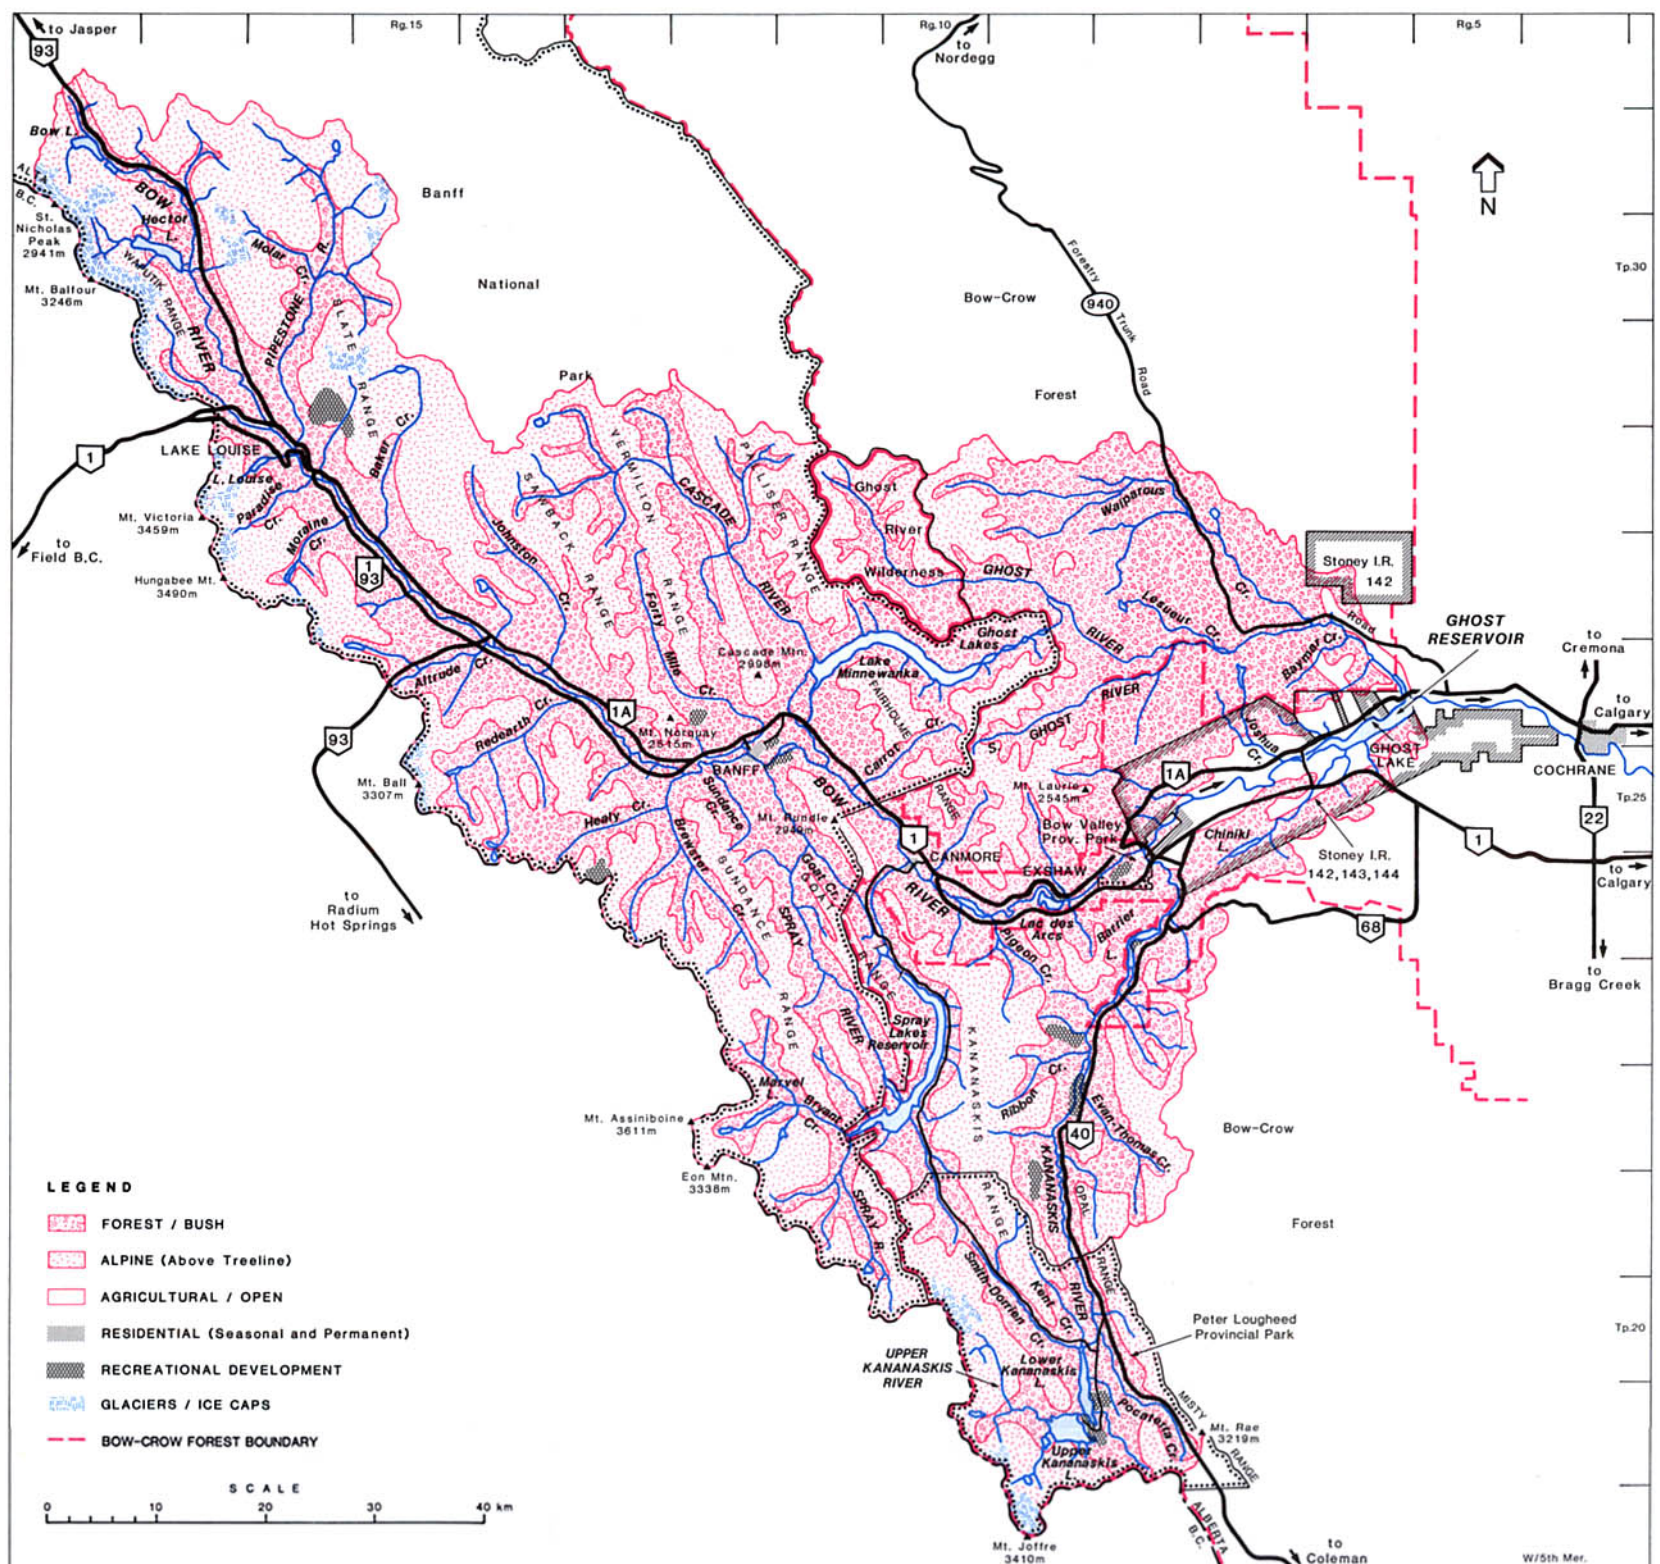 to Jasper
93
Rg.15
Rg.10
Rg.5
to
Nordegg
Bow L.
ALTA
B.C.
St.
Nicholas
Peak
2941m
BOW
Hector
L.
Molar Cr.
R.
Banff
N
Mt. Balfour
3246m
WAPUTIK RANGE
RIVER
PIPESTONE
SLATE
RANGE
National
Bow-Crow
Forestry
940
Trunk
Road
Tp.30
Park
Forest
Baker Cr.
1
LAKE LOUISE
L. Louise
Paradise
Cr.
Moraine
Cr.
Mt. Victoria
3459m
to
Field B.C.
Hungabee Mt.
3490m
1
93
Johnston
Cr.
SAWBACK
RANGE
VERMILION
RANGE
CASCADE
RIVER
PALLISER
RANGE
Forty
Mile
Cr.
Ghost
River
Wilderness
Waiparous
Cr.
GHOST
RIVER
Lesueur
Cr.
Stoney I.R.
142
Road
GHOST
RESERVOIR
to
Cremona
Baymar Cr.
Ghost
Lakes
Lake
Minnewanka
Cascade Mtn.
2998m
FAIRHOLME
RANGE
Carrot
Cr.
S.
GHOST
RIVER
Altrude
Cr.
Redearth Cr.
1A
Mt. Norquay
2515m
BANFF
93
Mt. Ball
3307m
Healy
Cr.
Sundance
Cr.
Brewster
Cr.
BOW
Mt. Rundle
2949m
Joshua
Cr.
1A
GHOST
LAKE
to
Calgary
COCHRANE
Tp.25
22
Mt. Laurie
2545m
Bow Valley
Prov. Park
1
CANMORE
EXSHAW
Chiniki
L.
Stoney I.R.
142,143,144
1
to
Calgary
to
Radium
Hot Springs
SUNDANCE
RANGE
Goat Cr.
GOAT
RANGE
SPRAY
RIVER
RIVER
Lac des
Arcs
Pigeon Cr.
Barrier
L.
68
to
Bragg Creek
Spray
Lakes
Reservoir
KANANASKIS
RANGE
Marvel
Bryant
Cr.
Mt. Assiniboine
3611m
Eon Mtn.
3338m
Ribbon
Cr.
Evan-Thomas Cr.
40
KANANASKIS
RIVER
OPAL
RANGE
Bow-Crow
Forest
SPRAY
R.
Smith-Dorrien
Cr.
Kent
Cr.
Peter Lougheed
Provincial Park
Tp.20
UPPER
KANANASKIS
RIVER
Lower
Kananaskis
L.
Pocaterra Cr.
MISTY
RANGE
Mt. Rae
3219m
Upper
Kananaskis
L.
Mt. Joffre
3410m
ALBERTA
B.C.
to
Coleman
W/5th Mer.
LEGEND
FOREST / BUSH
ALPINE (Above Treeline)
AGRICULTURAL / OPEN
RESIDENTIAL (Seasonal and Permanent)
RECREATIONAL DEVELOPMENT
GLACIERS / ICE CAPS
BOW-CROW FOREST BOUNDARY
SCALE
0 10 20 30 40 km